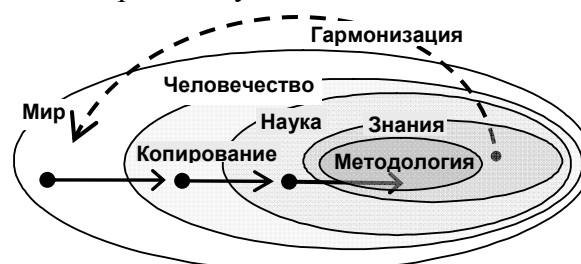 Гармонизация
Человечество
Мир
Наука
Знания
Копирование
Методология